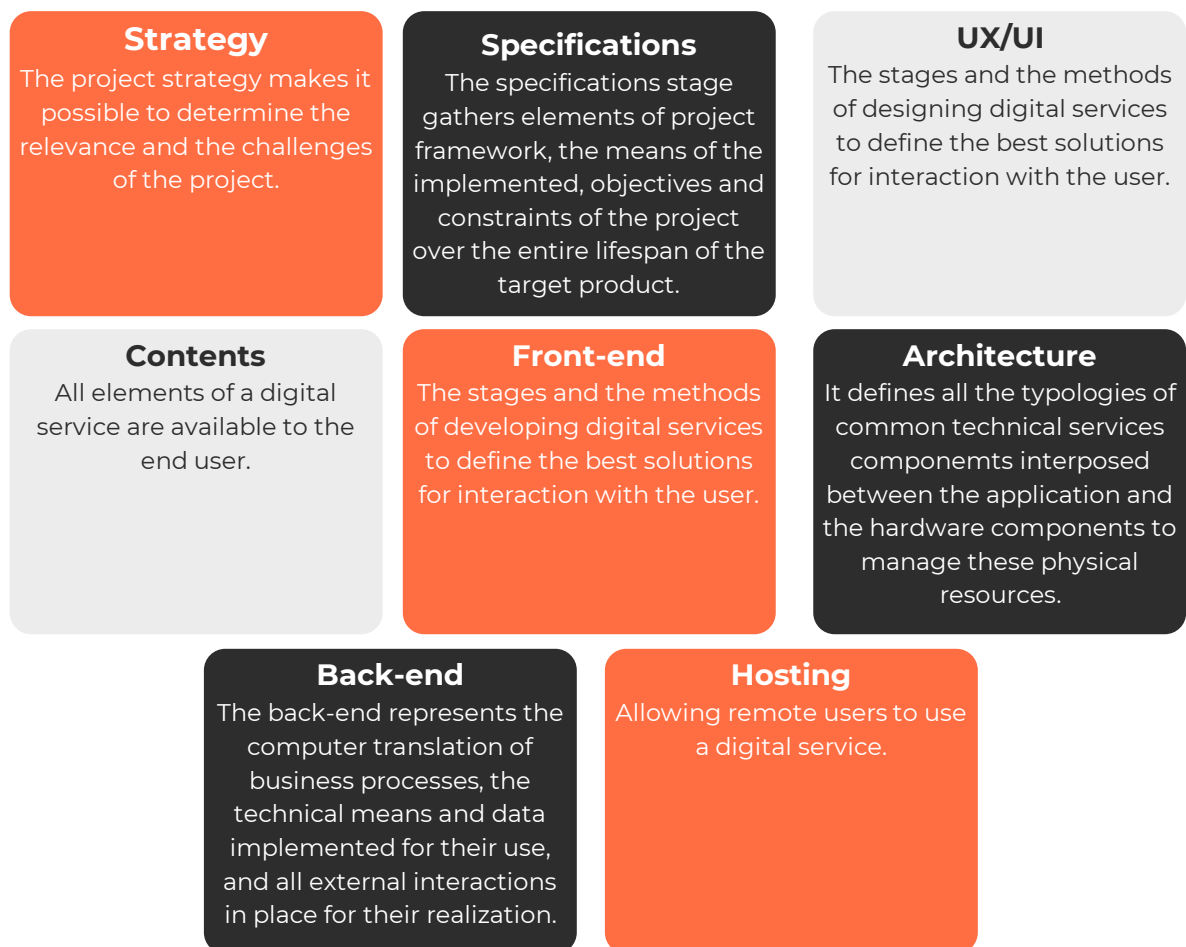 Strategy
The project strategy makes it
possible to determine the
relevance and the challenges
of the project.
Specifications
The specifications stage
gathers elements of project
framework, the means of the
implemented, objectives and
constraints of the project
over the entire lifespan of the
target product.
UX/UI
The stages and the methods
of designing digital services
to define the best solutions
for interaction with the user.
Contents
All elements of a digital
service are available to the
end user.
Front-end
The stages and the methods
of developing digital services
to define the best solutions
for interaction with the user.
Architecture
It defines all the typologies of
common technical services
componemts interposed
between the application and
the hardware components to
manage these physical
resources.
Back-end
The back-end represents the
computer translation of
business processes, the
technical means and data
implemented for their use,
and all external interactions
in place for their realization.
Hosting
Allowing remote users to use
a digital service.